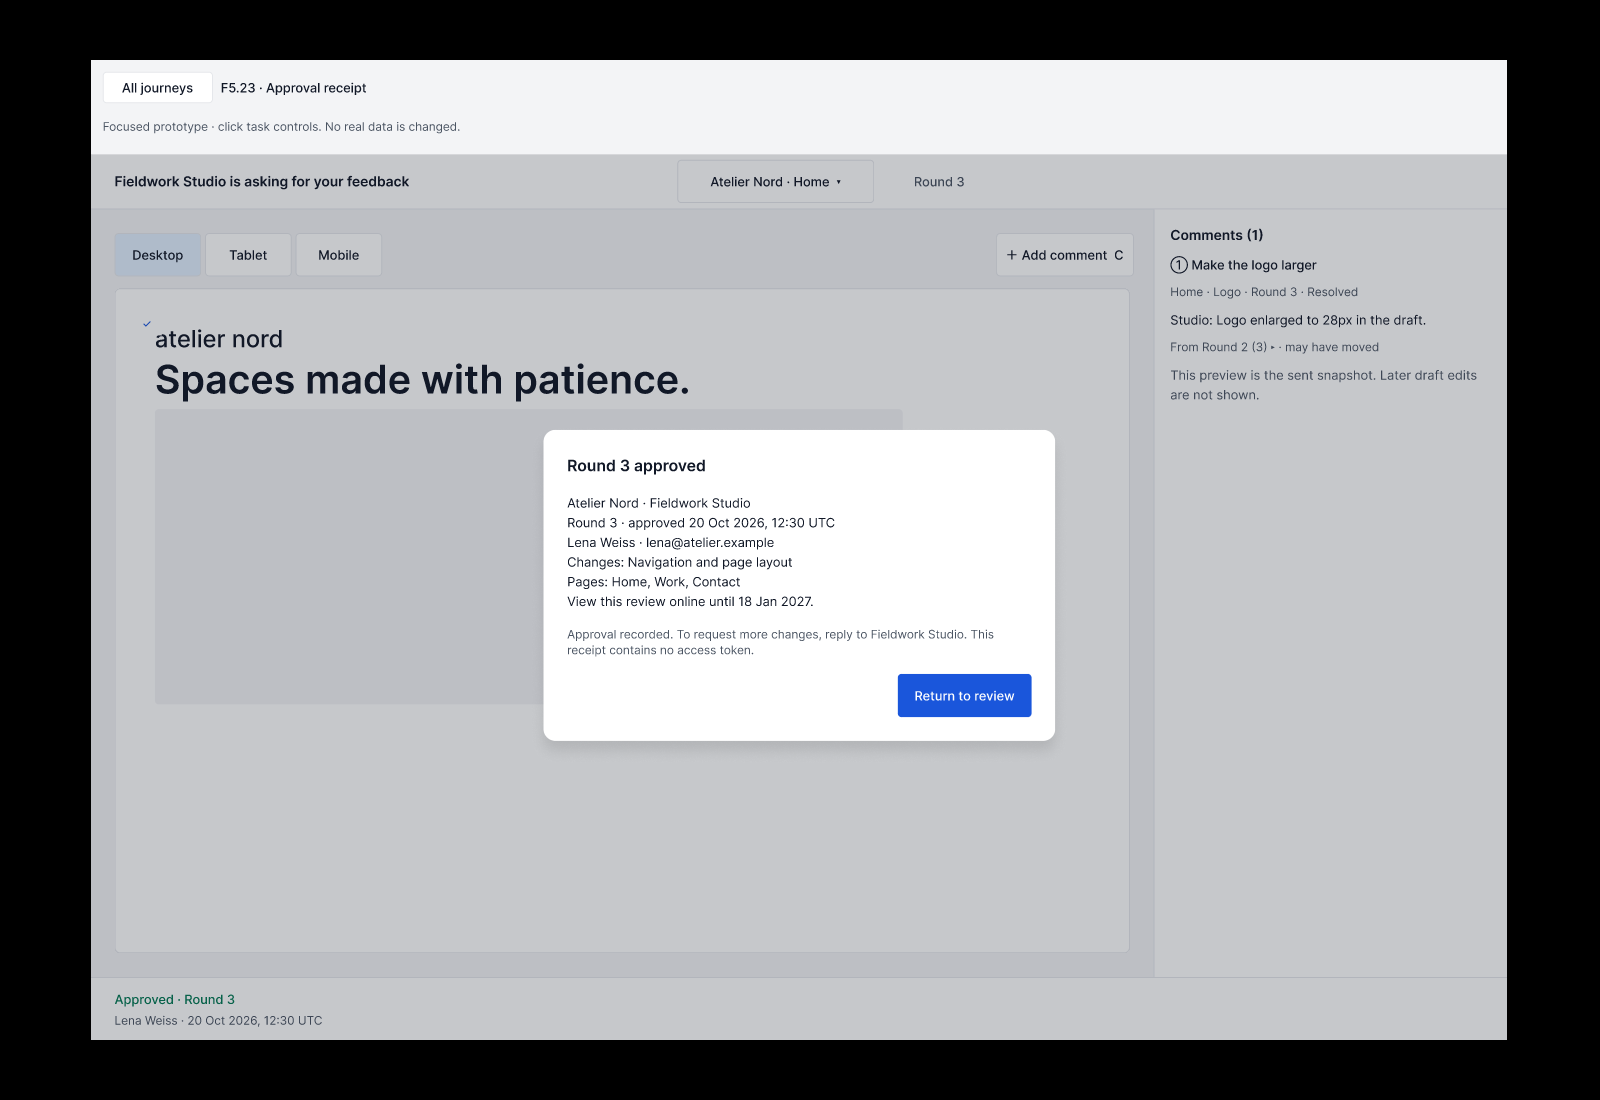 All journeys
F5.23 · Approval receipt
Focused prototype · click task controls. No real data is changed.
Fieldwork Studio is asking for your feedback
Atelier Nord · Home ▾
Round 3
Desktop
Tablet
Mobile
+ Add comment C
atelier nord
Spaces made with patience.
Comments (1)
① Make the logo larger
Home · Logo · Round 3 · Resolved
Studio: Logo enlarged to 28px in the draft.
From Round 2 (3) ▸ · may have moved
This preview is the sent snapshot. Later draft edits
are not shown.
Round 3 approved
Atelier Nord · Fieldwork Studio
Round 3 · approved 20 Oct 2026, 12:30 UTC
Lena Weiss · lena@atelier.example
Changes: Navigation and page layout
Pages: Home, Work, Contact
View this review online until 18 Jan 2027.
Approval recorded. To request more changes, reply to Fieldwork Studio. This
receipt contains no access token.
Return to review
Approved · Round 3
Lena Weiss · 20 Oct 2026, 12:30 UTC